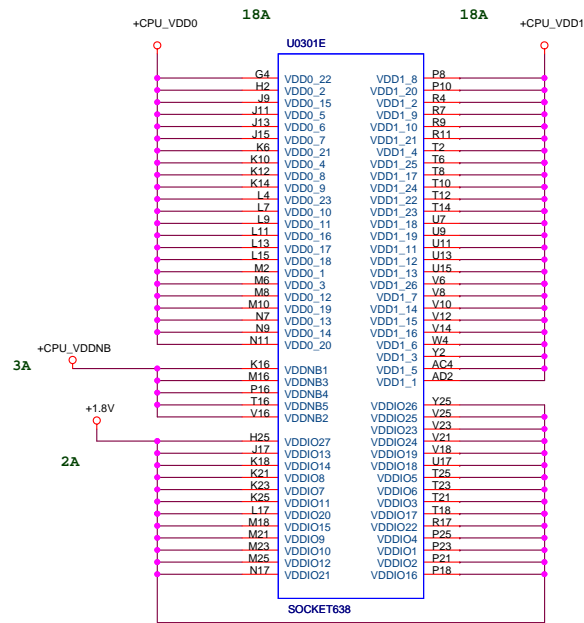 18A 18A
+CPU_VDD0 +CPU_VDD1
U0301E
G4 VDD0_22 VDD1_8 P8
H2 VDD0_2 VDD1_20 P10
J9 VDD0_15 VDD1_2 R4
J11 VDD0_5 VDD1_9 R7
J13 VDD0_6 VDD1_10 R9
J15 VDD0_7 VDD1_21 R11
K6 VDD0_21 VDD1_4 T2
K10 VDD0_4 VDD1_25 T6
K12 VDD0_8 VDD1_17 T8
K14 VDD0_9 VDD1_24 T10
L4 VDD0_23 VDD1_22 T12
L7 VDD0_10 VDD1_23 T14
L9 VDD0_11 VDD1_18 U7
L11 VDD0_16 VDD1_19 U9
L13 VDD0_17 VDD1_11 U11
L15 VDD0_18 VDD1_12 U13
M2 VDD0_1 VDD1_13 U15
M6 VDD0_3 VDD1_26 V6
M8 VDD0_12 VDD1_7 V8
M10 VDD0_19 VDD1_14 V10
N7 VDD0_13 VDD1_15 V12
N9 VDD0_14 VDD1_16 V14
N11 VDD0_20 VDD1_6 W4
+CPU_VDDNB VDD1_3 Y2
3A K16 VDDNB1 VDD1_5 AC4
M16 VDDNB3 VDD1_1 AD2
P16 VDDNB4
T16 VDDNB5 VDDIO26 Y25
+1.8V V16 VDDNB2 VDDIO25 V25
VDDIO23 V23
H25 VDDIO27 VDDIO24 V21
J17 VDDIO13 VDDIO19 V18
2A K18 VDDIO14 VDDIO18 U17
K21 VDDIO8 VDDIO5 T25
K23 VDDIO7 VDDIO6 T23
K25 VDDIO11 VDDIO3 T21
L17 VDDIO20 VDDIO17 T18
M18 VDDIO15 VDDIO22 R17
M21 VDDIO9 VDDIO4 P25
M23 VDDIO10 VDDIO1 P23
M25 VDDIO12 VDDIO2 P21
N17 VDDIO21 VDDIO16 P18
SOCKET638